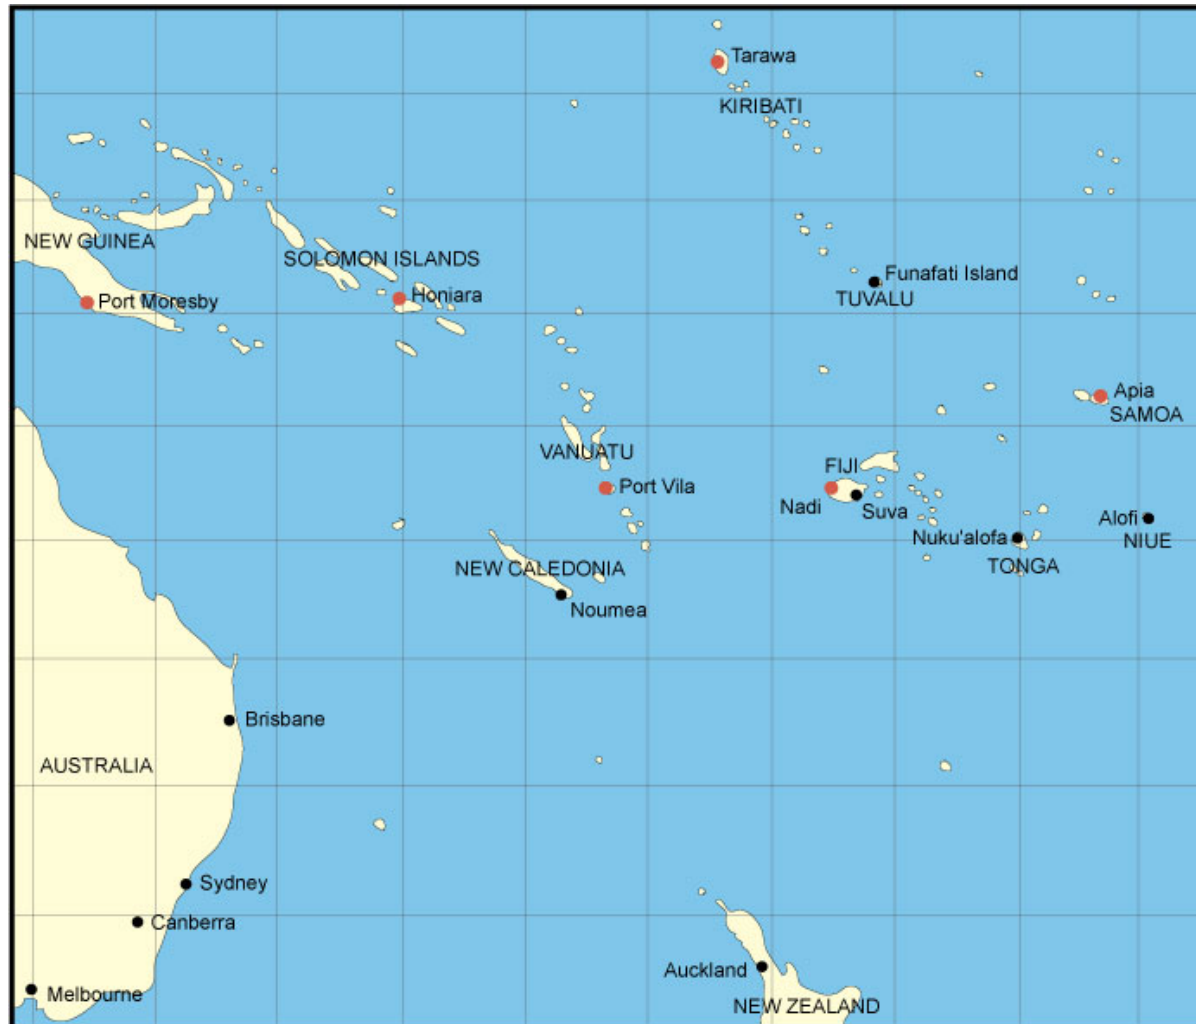 Tarawa
KIRIBATI
NEW GUINEA
SOLOMON ISLANDS
Port Moresby
Honiara
Funafati Island
TUVALU
Apia
SAMOA
VANUATU
Port Vila
FIJI
Nadi
Suva
Alofi
NIUE
Nuku'alofa
TONGA
NEW CALEDONIA
Noumea
Brisbane
AUSTRALIA
Sydney
Canberra
Melbourne
Auckland
NEW ZEALAND